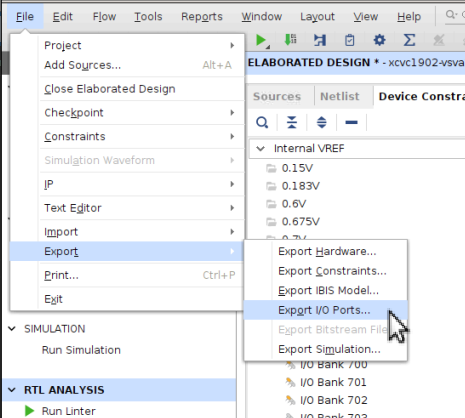 File Edit Flow Tools Reports Window Layout View Help
Project
Add Sources... Alt+A
Close Elaborated Design
Checkpoint
Constraints
Simulation Waveform
IP
Text Editor
Import
Export
Print... Ctrl+P
Exit
ELABORATED DESIGN * - xcvc1902-vsva
Sources Netlist Device Constra
Internal VREF
0.15V
0.183V
0.6V
0.675V
0.7V
Export Hardware...
Export Constraints...
Export IBIS Model...
Export I/O Ports...
Export Bitstream File
Export Simulation...
I/O Bank 700
I/O Bank 701
I/O Bank 702
I/O Bank 703
SIMULATION
Run Simulation
RTL ANALYSIS
Run Linter